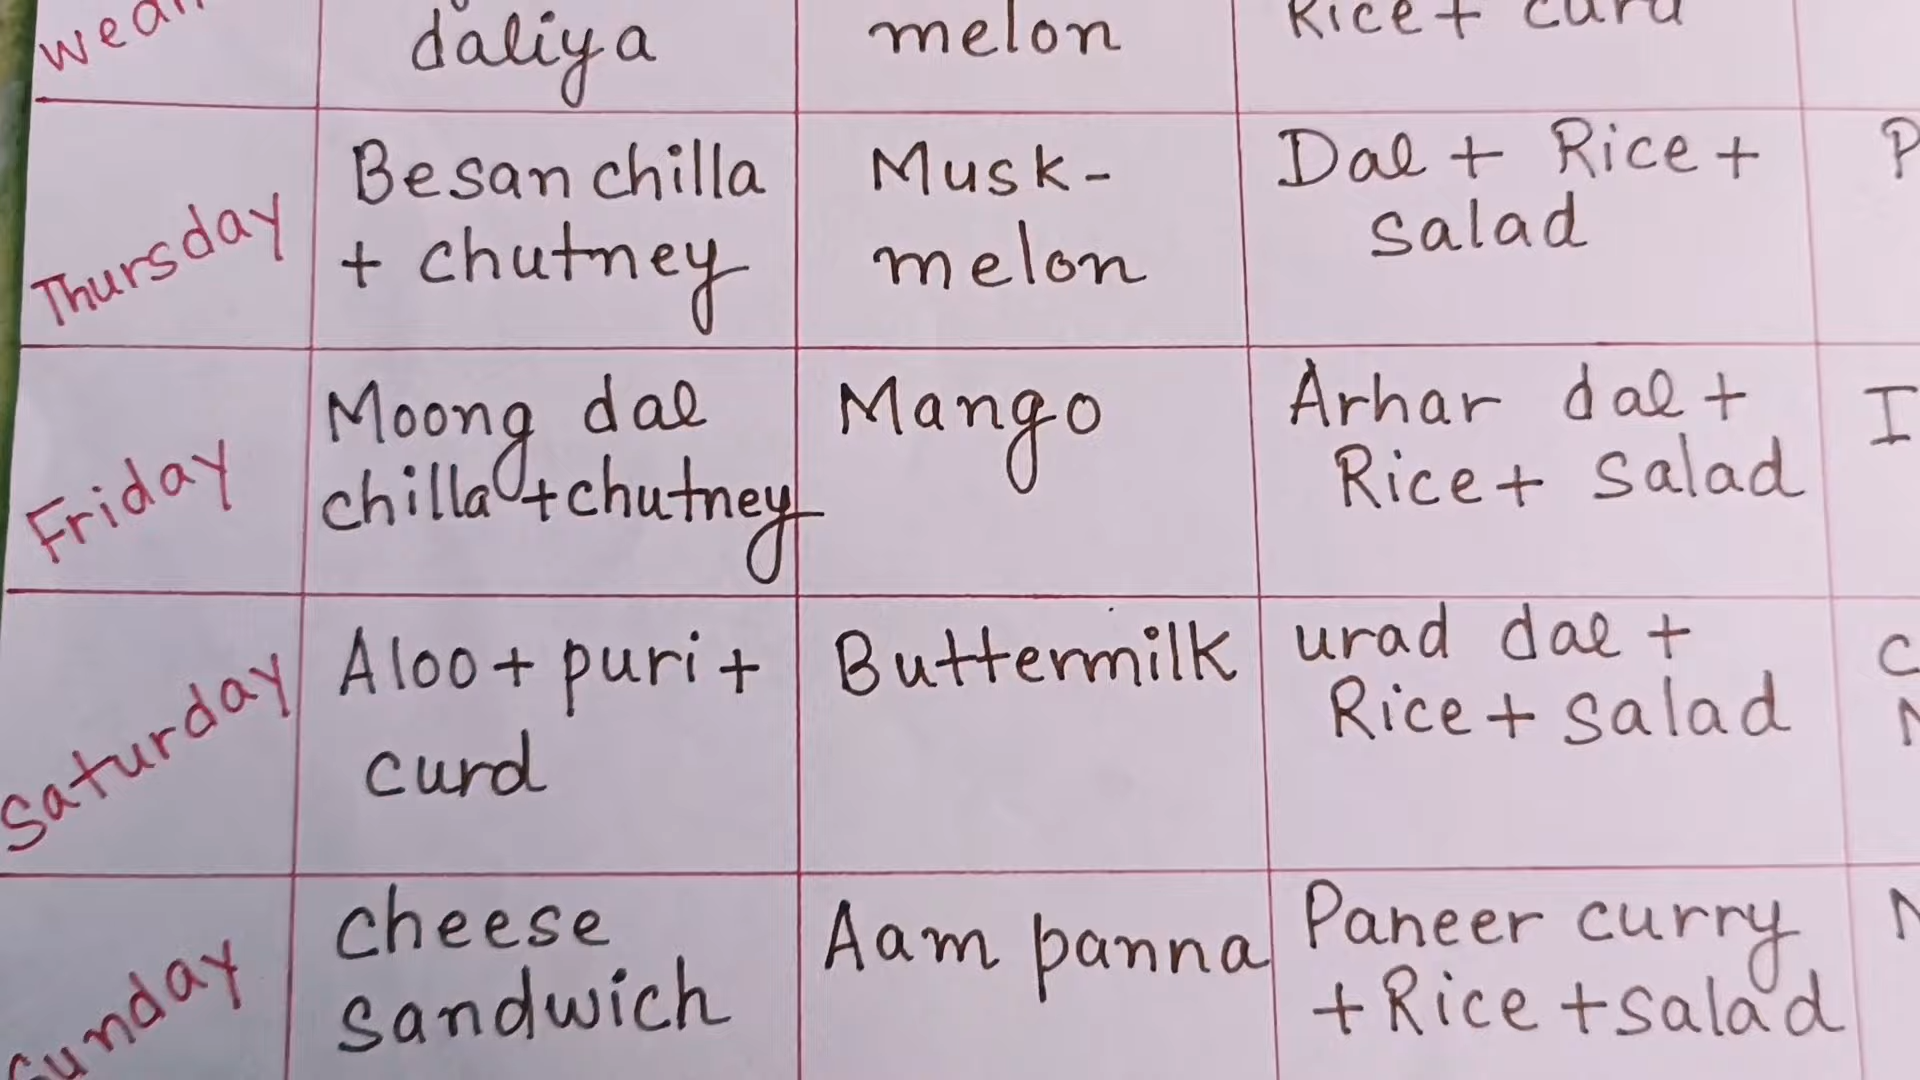 daliya
melon
Rice + curd
Thursday
Besan chilla
+ chutney
Musk-
melon
Dal + Rice +
salad
P
Friday
Moong dal
chilla + chutney
Mango
Arhar dal +
Rice + salad
I
Saturday
Aloo + puri +
curd
Buttermilk
urad dal +
Rice + salad
C
Sunday
cheese
sandwich
Aam panna
Paneer curry
+ Rice + salad